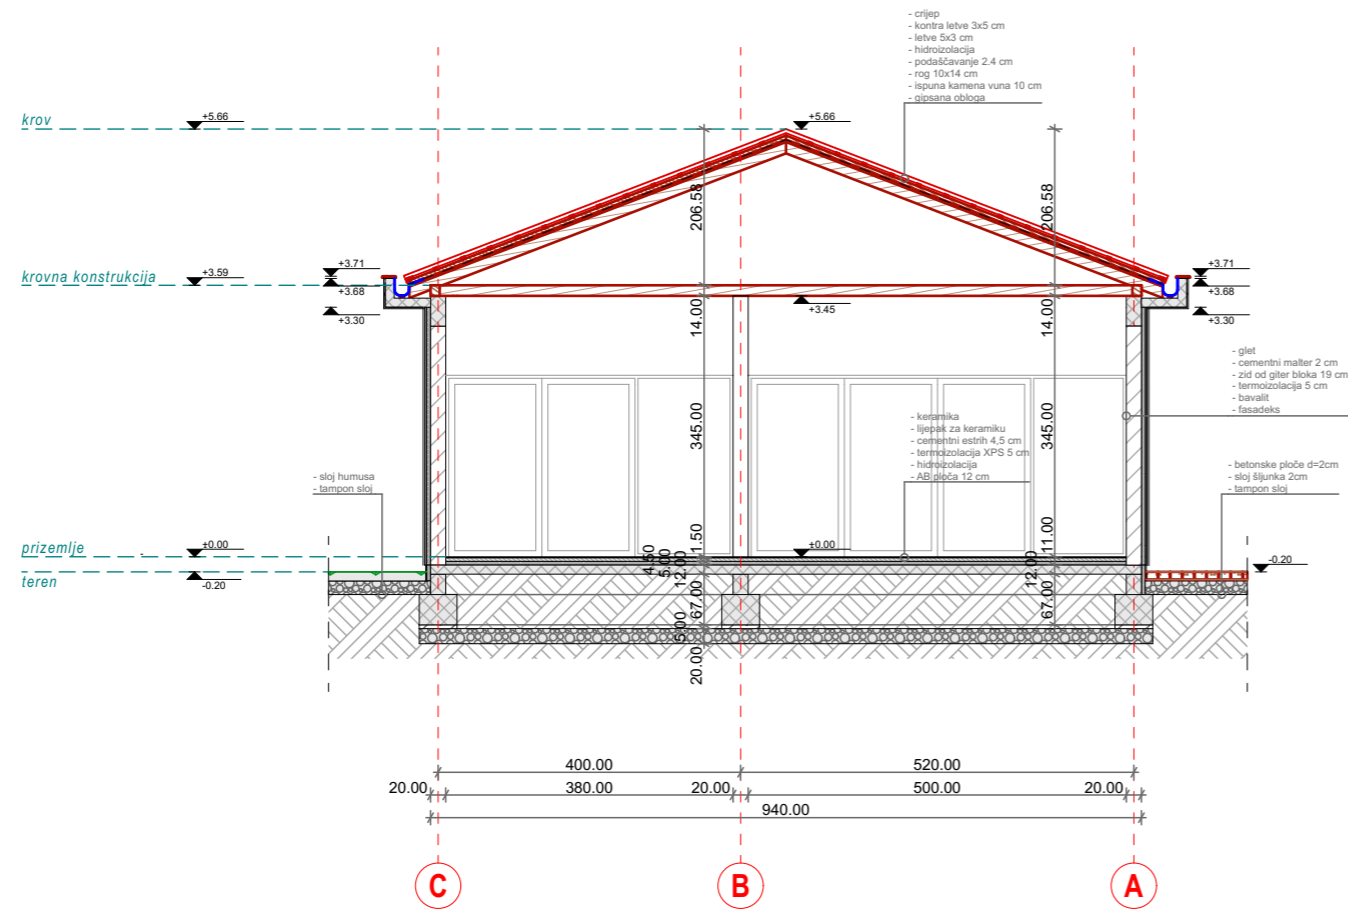 - crijep
- kontra letve 3x5 cm
- letve 5x3 cm
- hidroizolacija
- podaščavanje 2.4 cm
- rog 10x14 cm
- ispuna kamena vuna 10 cm
- gipsana obloga
krov
+5.66
+5.66
206.58
206.58
krovna konstrukcija
+3.59
+3.71
+3.68
+3.30
+3.71
+3.68
+3.30
14.00
+3.45
14.00
- glet
- cementni malter 2 cm
- zid od giter bloka 19 cm
- termoizolacija 5 cm
- bavalit
- fasadeks
345.00
345.00
- keramika
- lijepak za keramiku
- cementni estrih 4,5 cm
- termoizolacija XPS 5 cm
- hidroizolacija
- AB ploča 12 cm
- sloj humusa
- tampon sloj
- betonske ploče d=2cm
- sloj šljunka 2cm
- tampon sloj
prizemlje
+0.00
+0.00
teren
-0.20
-0.20
4.50
5.00
12.00
1.50
67.00
5.00
20.00
11.00
12.00
67.00
400.00
520.00
20.00
380.00
20.00
500.00
20.00
940.00
C
B
A